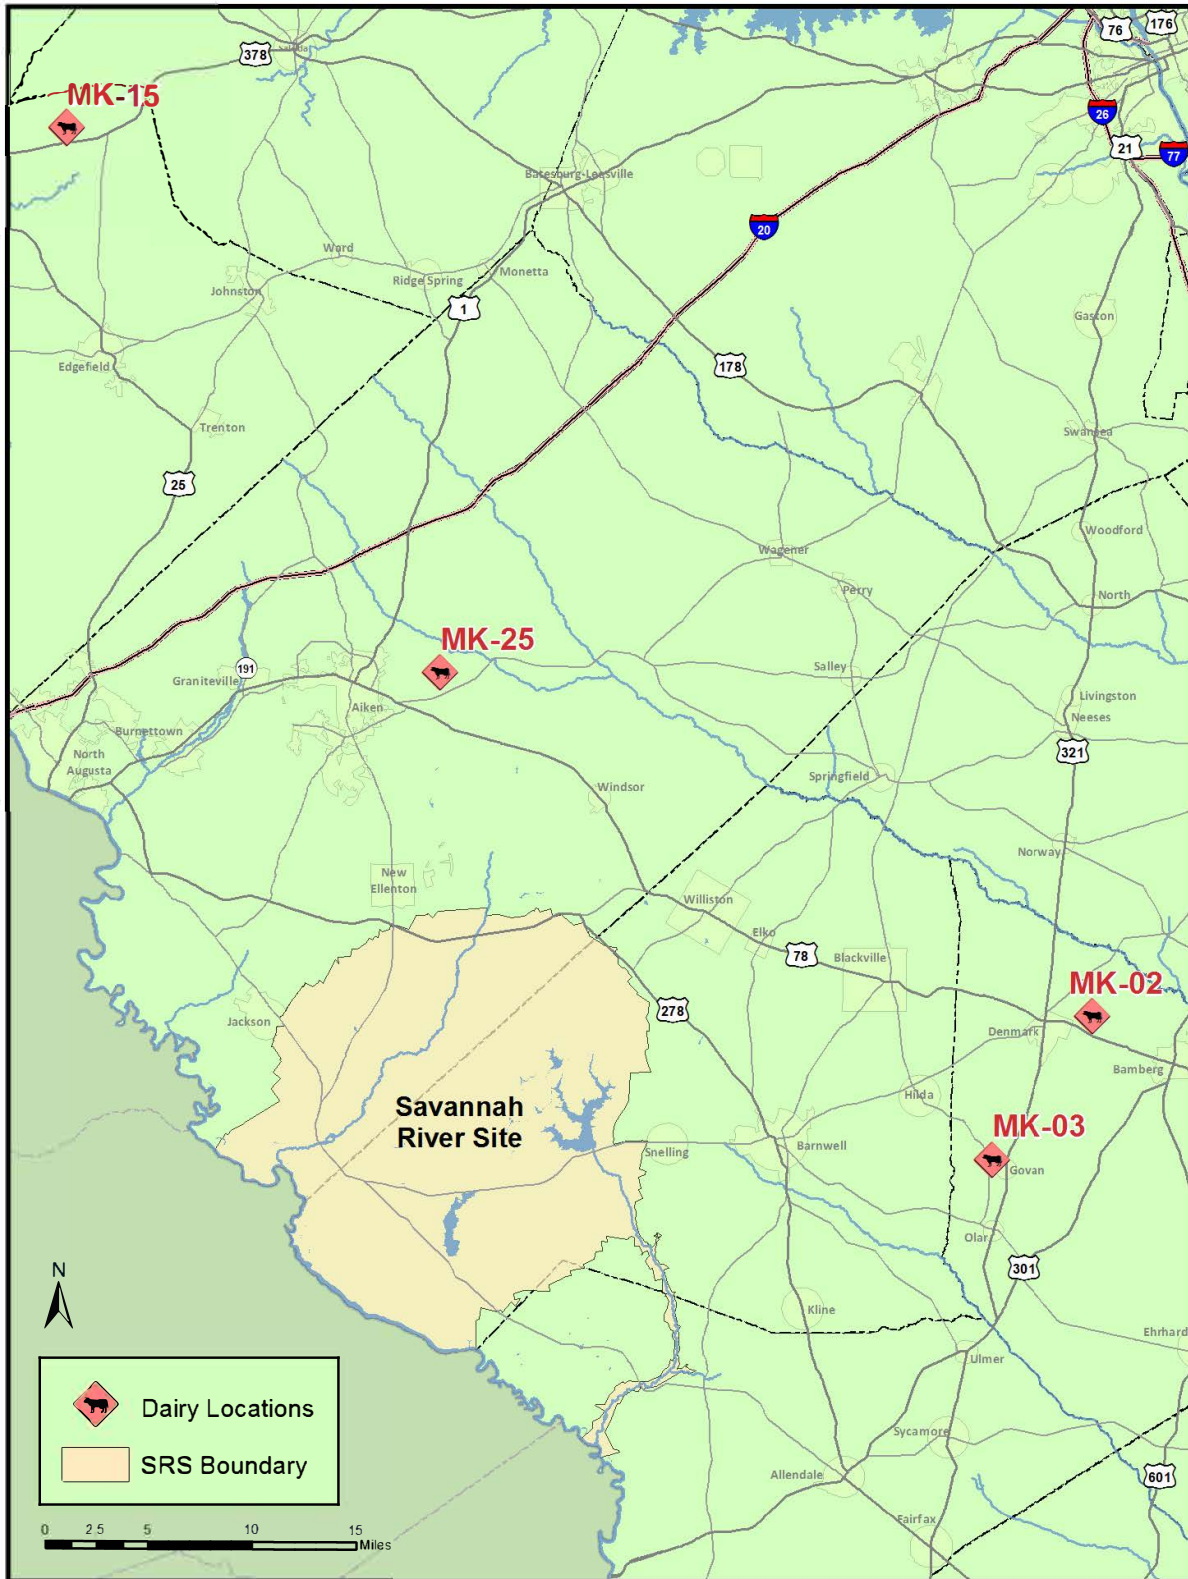 76
176
378
Saluda
MK-15
26
21
77
Batesburg-Leesville
20
Ward
Ridge Spring
Monetta
Johnston
1
Gaston
178
Edgefield
Trenton
Swansea
25
Woodford
Wagener
Perry
North
MK-25
191
Graniteville
Salley
Aiken
Livingston
Neeses
Burnettown
North
Augusta
321
Springfield
Windsor
Norway
New
Ellenton
Williston
Elko
78
Blackville
MK-02
278
Jackson
Denmark
Bamberg
Hilda
Savannah
River Site
MK-03
Snelling
Barnwell
Govan
Olar
301
N
Kline
Ehrhard
Ulmer
Dairy Locations
SRS Boundary
Sycamore
Allendale
601
Fairfax
0 2.5 5 10 15
Miles